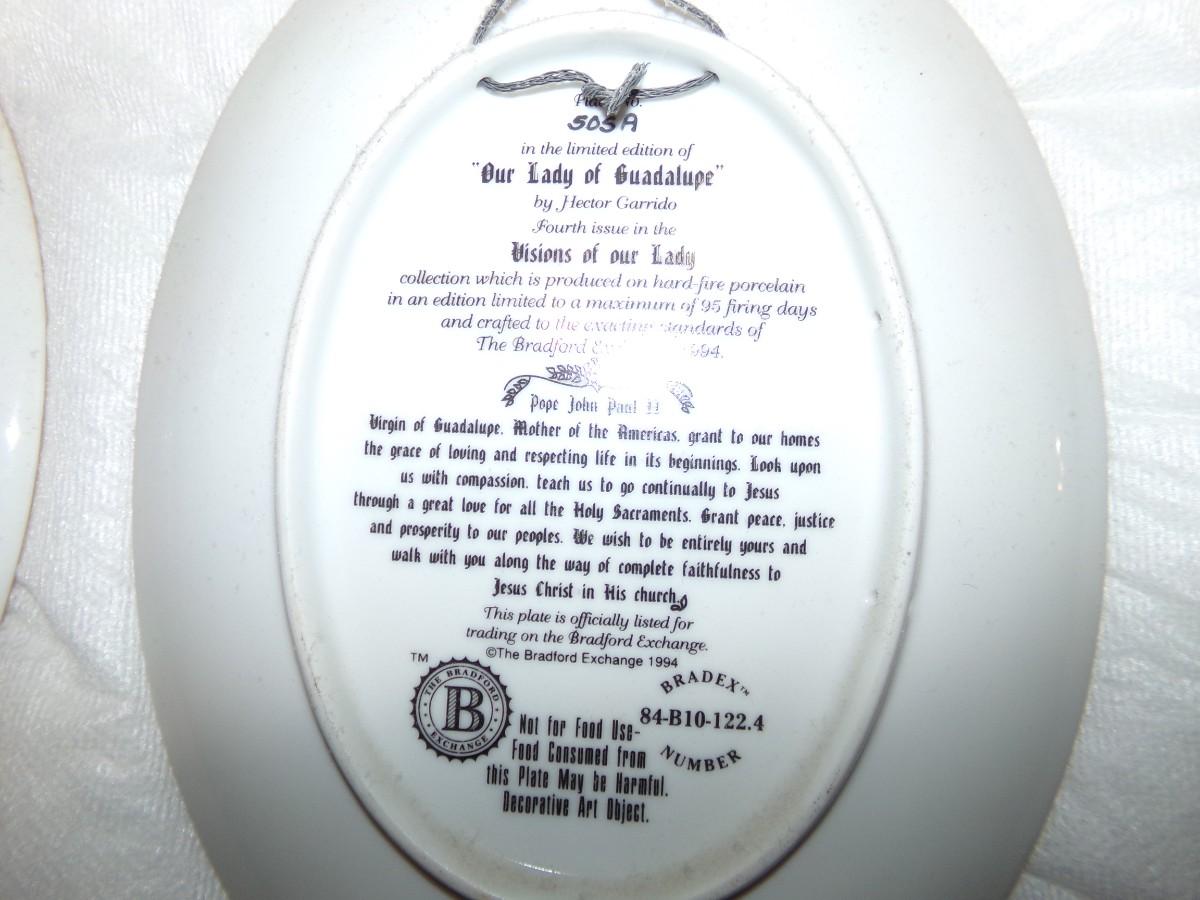 Plate No.
505A
in the limited edition of
"Our Lady of Guadalupe"
by Hector Garrido
Fourth issue in the
Visions of our Lady
collection which is produced on hard-fire porcelain
in an edition limited to a maximum of 95 firing days
and crafted to the exacting standards of
The Bradford 1994.
Pope John Paul II
Virgin of Guadalupe, Mother of the Americas, grant to our homes
the grace of loving and respecting life in its beginnings. Look upon
us with compassion, teach us to go continually to Jesus
through a great love for all the Holy Sacraments. Grant peace, justice
and prosperity to our peoples. We wish to be entirely yours and
walk with you along the way of complete faithfulness to
Jesus Christ in His church.
This plate is officially listed for
trading on the Bradford Exchange.
©The Bradford Exchange 1994
TM
THE BRADFORD
B
EXCHANGE
Not for Food Use-
Food Consumed from
this Plate May be Harmful.
Decorative Art Object.
BRADEX™
84-B10-122.4
NUMBER